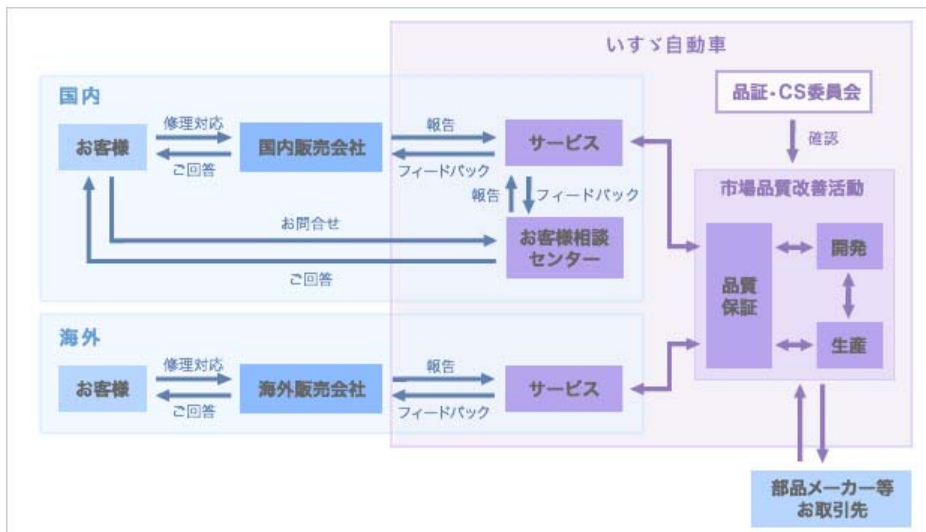 いすゞ自動車
国内
お客様
修理対応
ご回答
国内販売会社
報告
フィードバック
サービス
報告
フィードバック
お問合せ
お客様相談
センター
ご回答
品証・CS委員会
確認
市場品質改善活動
品質
保証
開発
生産
海外
お客様
修理対応
ご回答
海外販売会社
報告
フィードバック
サービス
部品メーカー等
お取引先